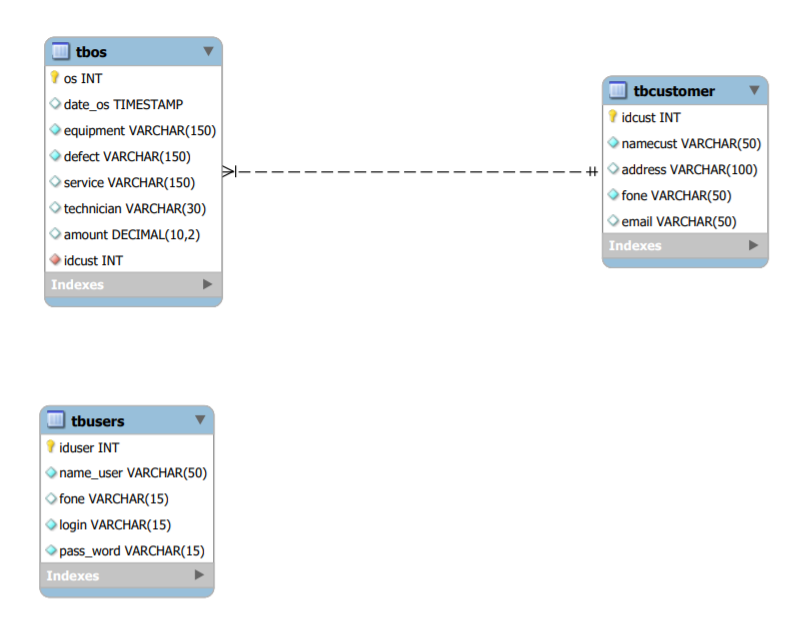 tbos
os INT
date_os TIMESTAMP
equipment VARCHAR(150)
defect VARCHAR(150)
service VARCHAR(150)
technician VARCHAR(30)
amount DECIMAL(10,2)
idcust INT
Indexes
tbcustomer
idcust INT
namecust VARCHAR(50)
address VARCHAR(100)
fone VARCHAR(50)
email VARCHAR(50)
Indexes
tbusers
iduser INT
name_user VARCHAR(50)
fone VARCHAR(15)
login VARCHAR(15)
pass_word VARCHAR(15)
Indexes